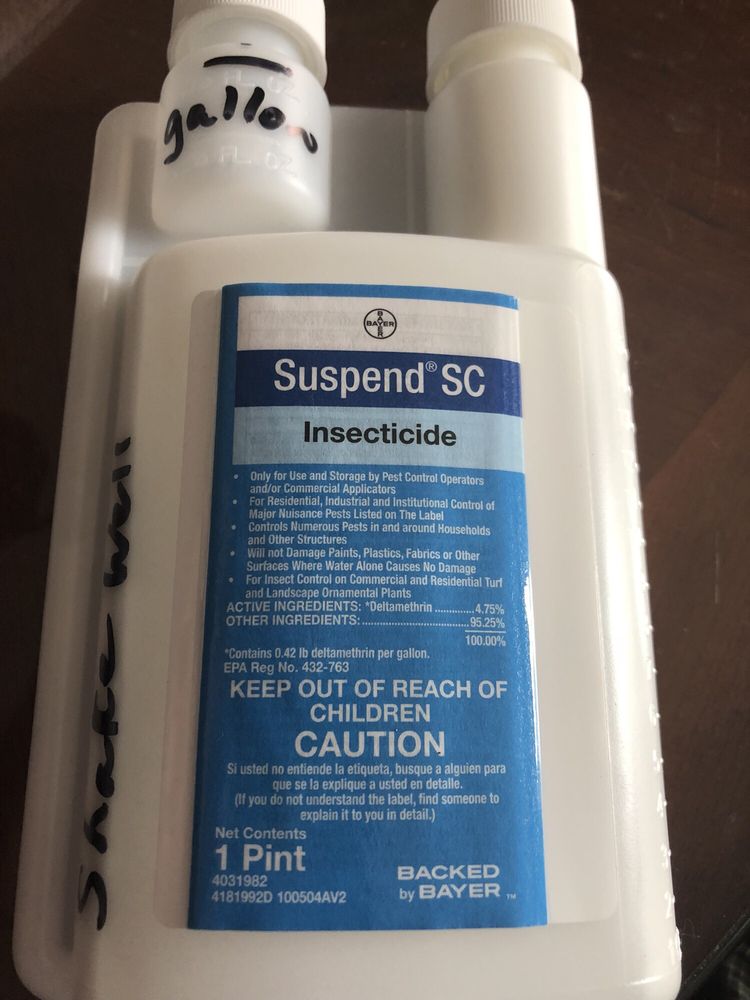 gallon
FL. OZ.
BAYER
BAYER
Suspend® SC
Insecticide
• Only for Use and Storage by Pest Control Operators
and/or Commercial Applicators
• For Residential, Industrial and Institutional Control of
Major Nuisance Pests Listed on The Label
• Controls Numerous Pests in and around Households
and Other Structures
• Will not Damage Paints, Plastics, Fabrics or Other
Surfaces Where Water Alone Causes No Damage
• For Insect Control on Commercial and Residential Turf
and Landscape Ornamental Plants
ACTIVE INGREDIENTS: *Deltamethrin ..............4.75%
OTHER INGREDIENTS:...................................95.25%
100.00%
*Contains 0.42 lb deltamethrin per gallon.
EPA Reg No. 432-763
KEEP OUT OF REACH OF
CHILDREN
CAUTION
Si usted no entiende la etiqueta, busque a alguien para
que se la explique a usted en detalle.
(If you do not understand the label, find someone to
explain it to you in detail.)
Net Contents
1 Pint
4031982
4181992D 100504AV2
BACKED
by BAYER ™
Shake well